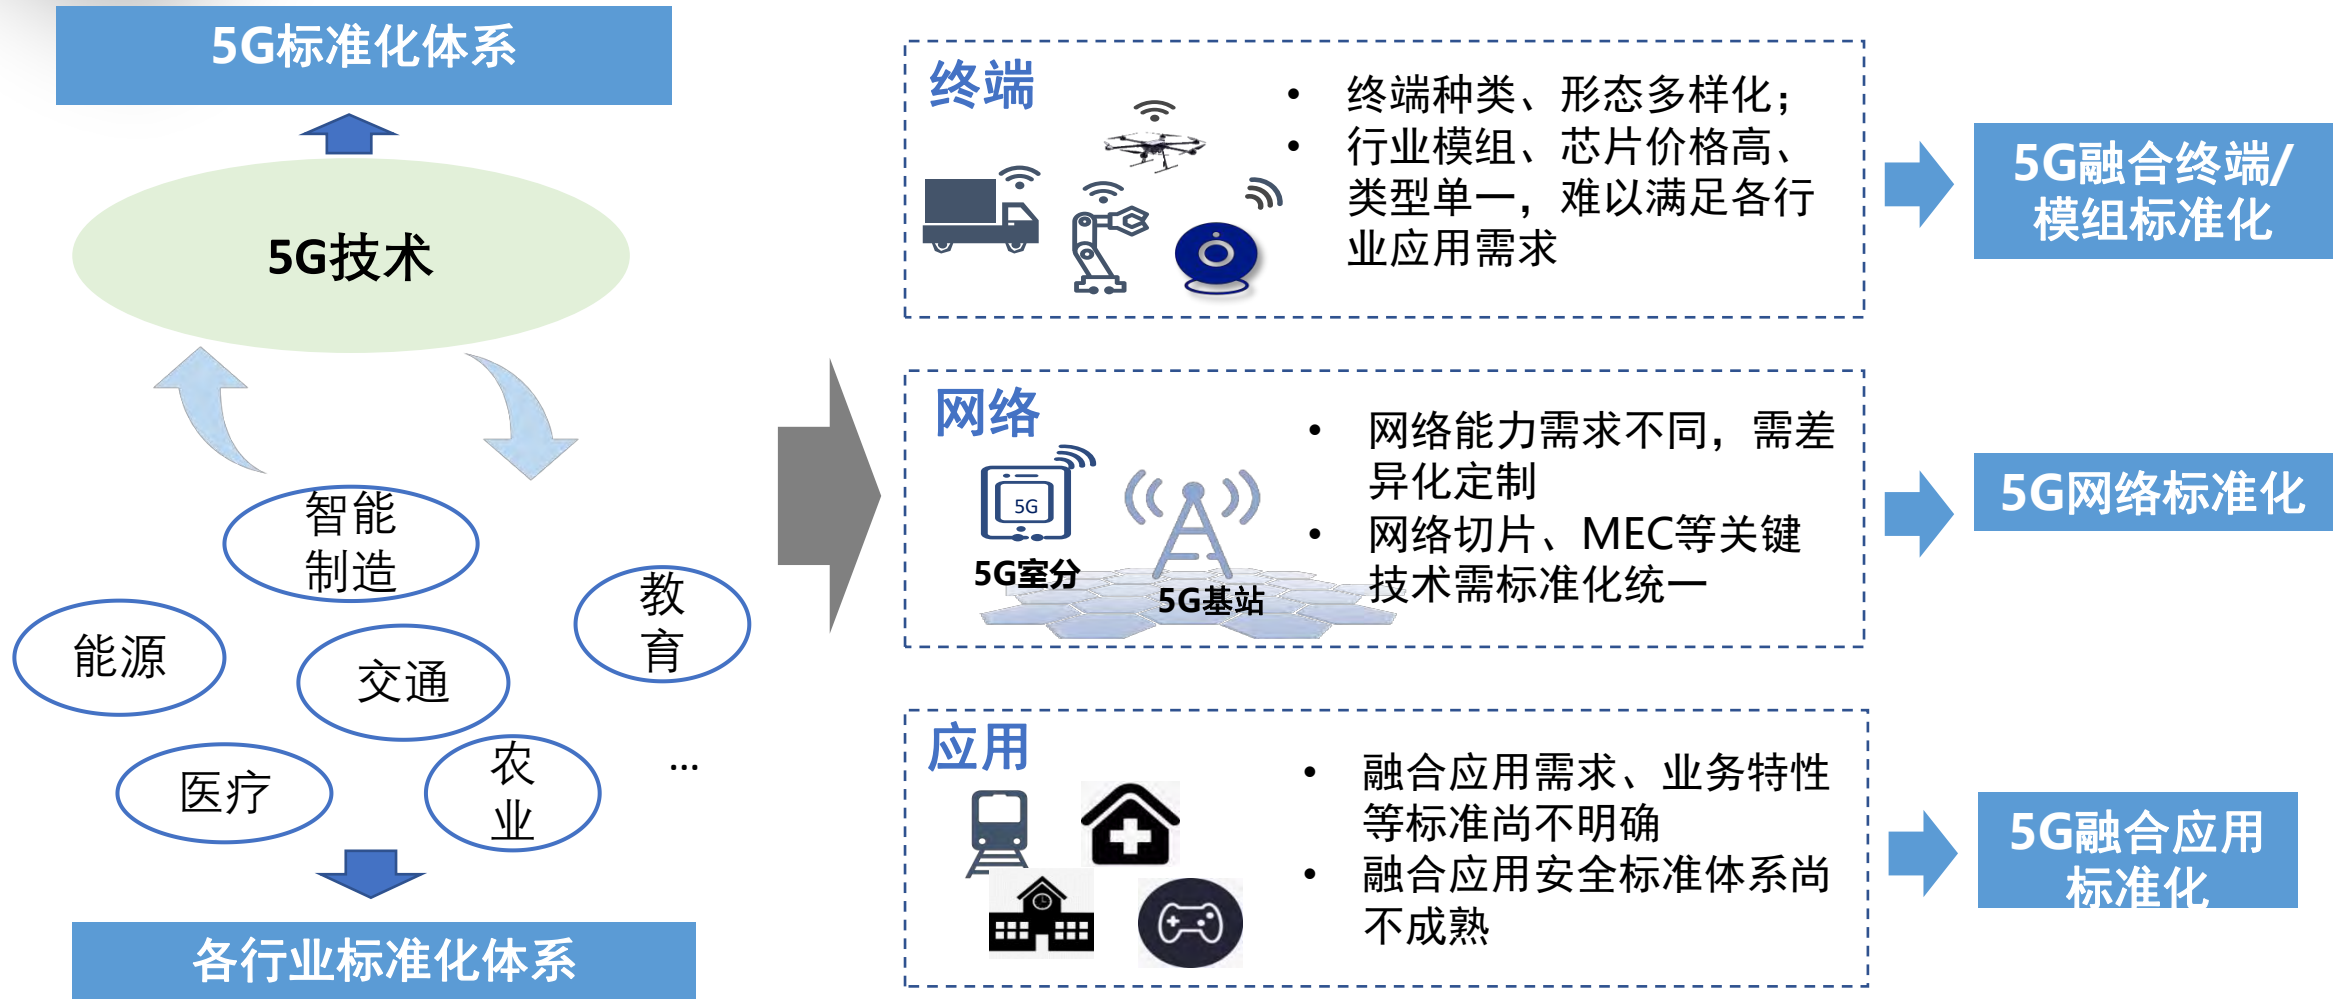 5G标准化体系
5G技术
智能
制造
能源
交通
教
育
医疗
农
业
...
各行业标准化体系
终端
• 终端种类、形态多样化；
• 行业模组、芯片价格高、
类型单一，难以满足各行
业应用需求
5G融合终端/
模组标准化
网络
5G
5G室分
5G基站
• 网络能力需求不同，需差
异化定制
• 网络切片、MEC等关键
技术需标准化统一
5G网络标准化
应用
• 融合应用需求、业务特性
等标准尚不明确
• 融合应用安全标准体系尚
不成熟
5G融合应用
标准化